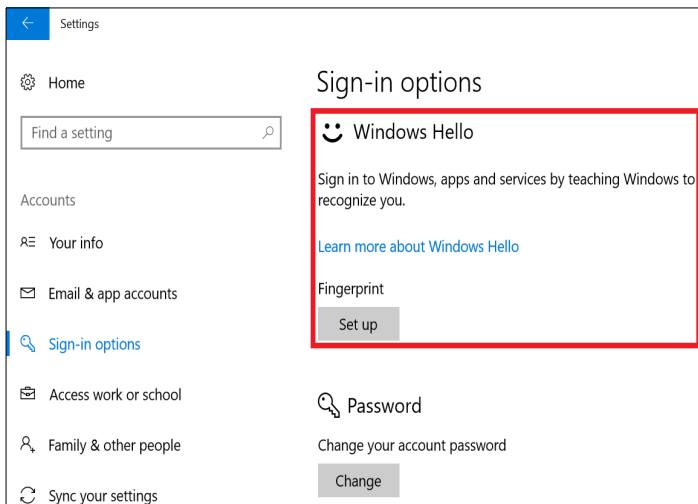 Settings
Home
Find a setting
Accounts
Your info
Email & app accounts
Sign-in options
Access work or school
Family & other people
Sync your settings
Sign-in options
Windows Hello
Sign in to Windows, apps and services by teaching Windows to
recognize you.
Learn more about Windows Hello
Fingerprint
Set up
Password
Change your account password
Change